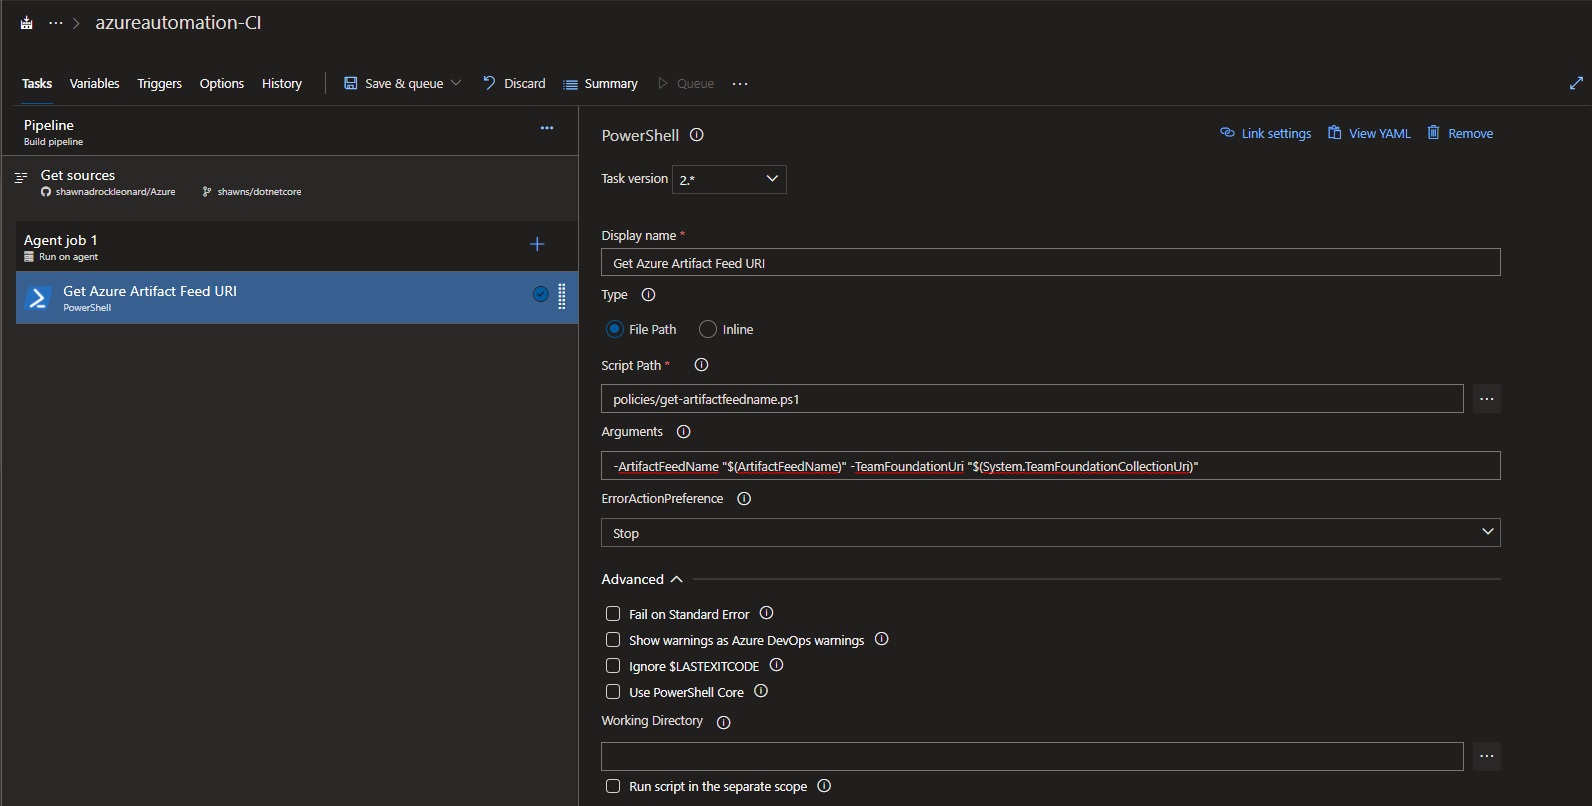 azureautomation-CI
Tasks Variables Triggers Options History Save & queue Discard Summary Queue
Pipeline
Build pipeline
Get sources
shawnadrockleonard/Azure shawns/dotnetcore
Agent job 1
Run on agent
Get Azure Artifact Feed URI
PowerShell
PowerShell
Link settings View YAML Remove
Task version 2.*
Display name *
Get Azure Artifact Feed URI
Type
File Path Inline
Script Path *
policies/get-artifactfeedname.ps1
Arguments
-ArtifactFeedName "$(ArtifactFeedName)" -TeamFoundationUri "$(System.TeamFoundationCollectionUri)"
ErrorActionPreference
Stop
Advanced
Fail on Standard Error
Show warnings as Azure DevOps warnings
Ignore $LASTEXITCODE
Use PowerShell Core
Working Directory
Run script in the separate scope